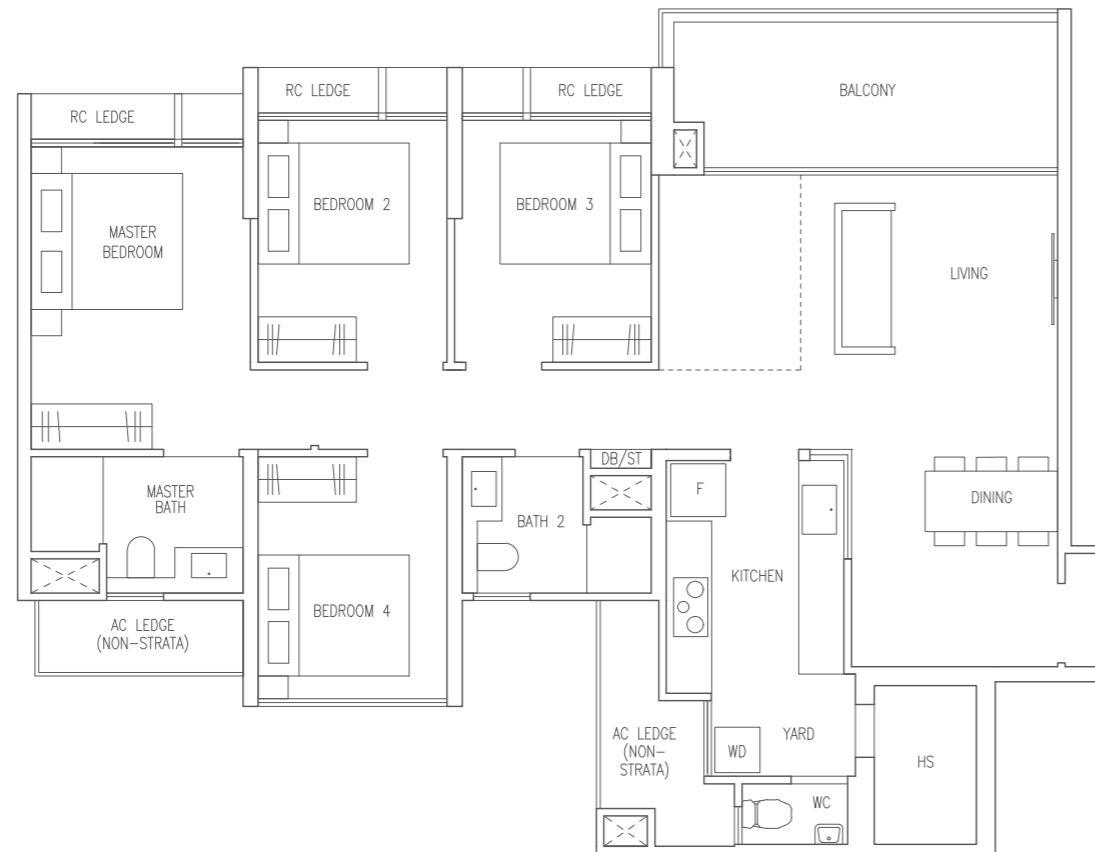 BALCONY
RC LEDGE
RC LEDGE
RC LEDGE
BEDROOM 2
BEDROOM 3
MASTER
BEDROOM
LIVING
DB/ST
F
MASTER
BATH
DINING
BATH 2
KITCHEN
BEDROOM 4
AC LEDGE
(NON-STRATA)
AC LEDGE
(NON-
STRATA)
YARD
WD
HS
WC